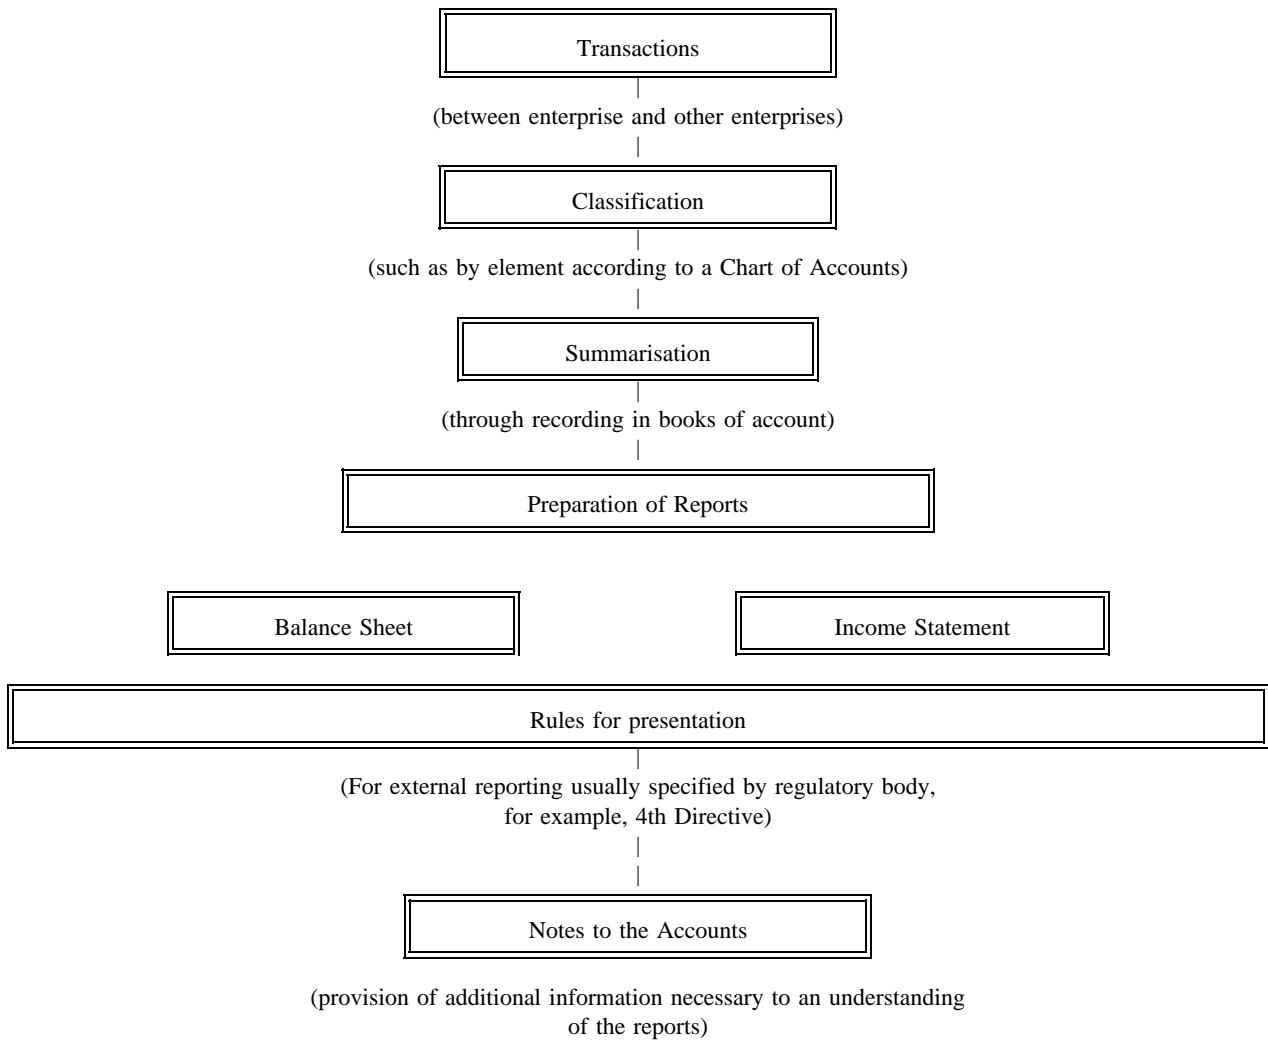 Transactions
(between enterprise and other enterprises)
Classification
(such as by element according to a Chart of Accounts)
Summarisation
(through recording in books of account)
Preparation of Reports
Balance Sheet
Income Statement
Rules for presentation
(For external reporting usually specified by regulatory body,
for example, 4th Directive)
Notes to the Accounts
(provision of additional information necessary to an understanding
of the reports)